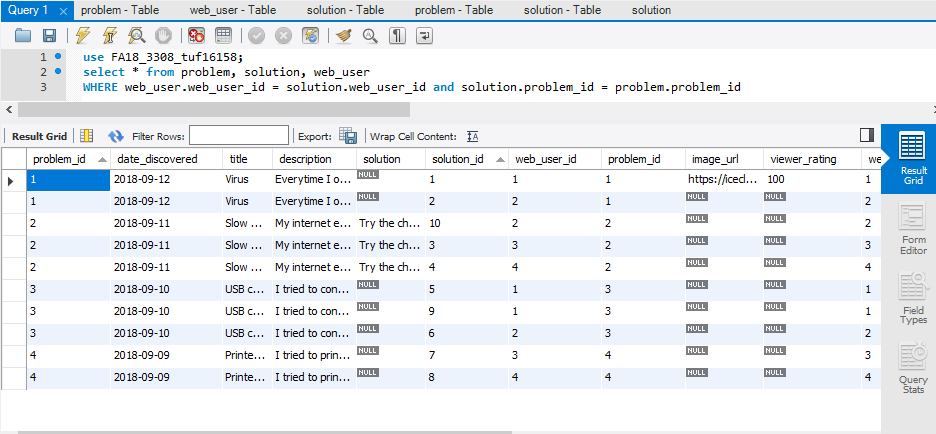 Query 1 problem - Table web_user - Table solution - Table problem - Table solution - Table solution
1 use FA18_3308_tuf16158;
2 select * from problem, solution, web_user
3 WHERE web_user.web_user_id = solution.web_user_id and solution.problem_id = problem.problem_id
Result Grid Filter Rows: Export: Wrap Cell Content: IA
problem_id date_discovered title description solution solution_id web_user_id problem_id image_url viewer_rating we
1 2018-09-12 Virus Everytime I o... NULL 1 1 1 https://icecl... 100 1
1 2018-09-12 Virus Everytime I o... NULL 2 2 1 NULL NULL 2
2 2018-09-11 Slow ... My internet e... Try the ch... 10 2 2 NULL NULL 2
2 2018-09-11 Slow ... My internet e... Try the ch... 3 3 2 NULL NULL 3
2 2018-09-11 Slow ... My internet e... Try the ch... 4 4 2 NULL NULL 4
3 2018-09-10 USB c... I tried to con... NULL 5 1 3 NULL NULL 1
3 2018-09-10 USB c... I tried to con... NULL 9 1 3 NULL NULL 1
3 2018-09-10 USB c... I tried to con... NULL 6 2 3 NULL NULL 2
4 2018-09-09 Printe... I tried to prin... NULL 7 3 4 NULL NULL 3
4 2018-09-09 Printe... I tried to prin... NULL 8 4 4 NULL NULL 4
Result
Grid
Form
Editor
Field
Types
Query
Stats